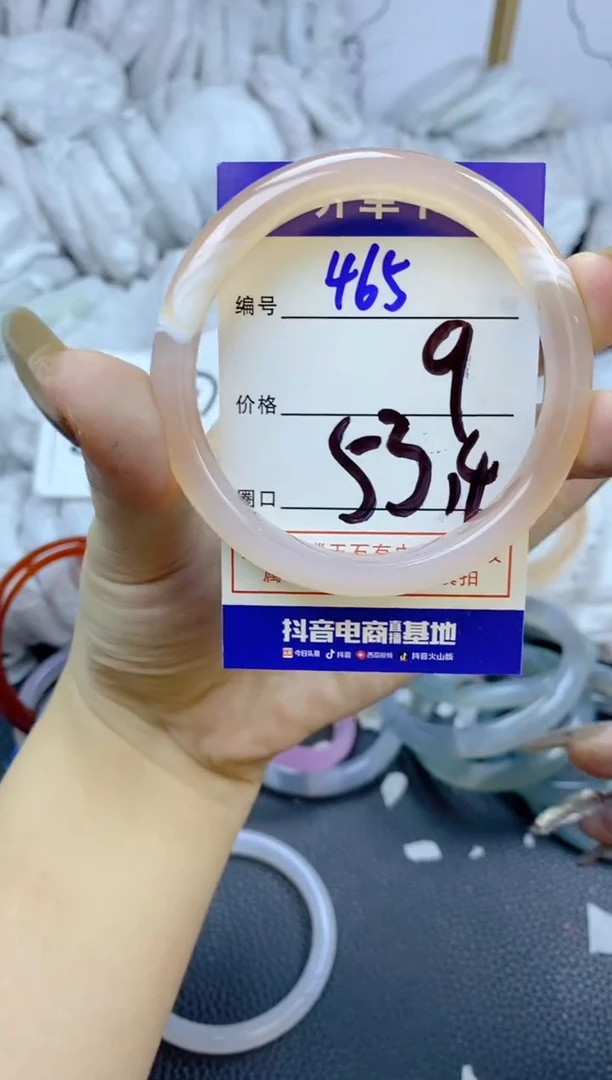 编号 465
价格 9
圈口 53.4
抖音电商直播基地
今日头条 抖音 西瓜视频 抖音火山版